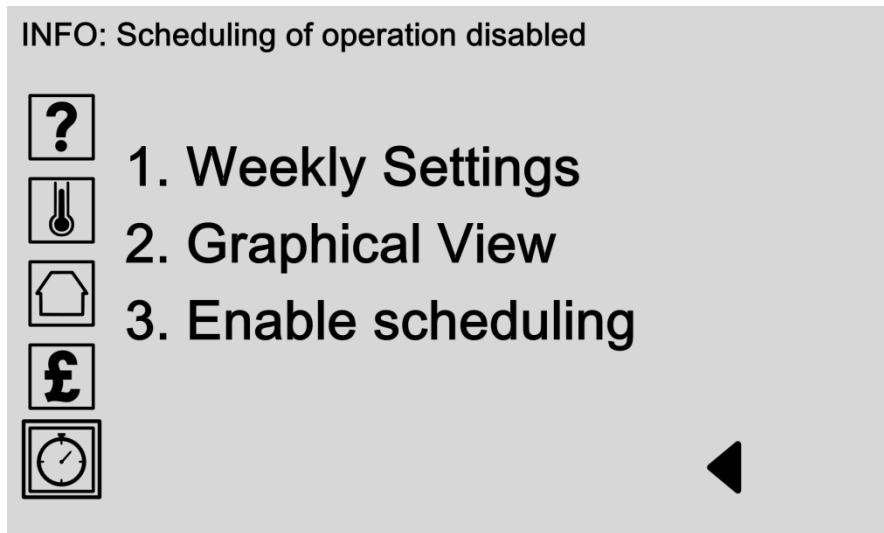 INFO: Scheduling of operation disabled
?
1. Weekly Settings
2. Graphical View
3. Enable scheduling
£